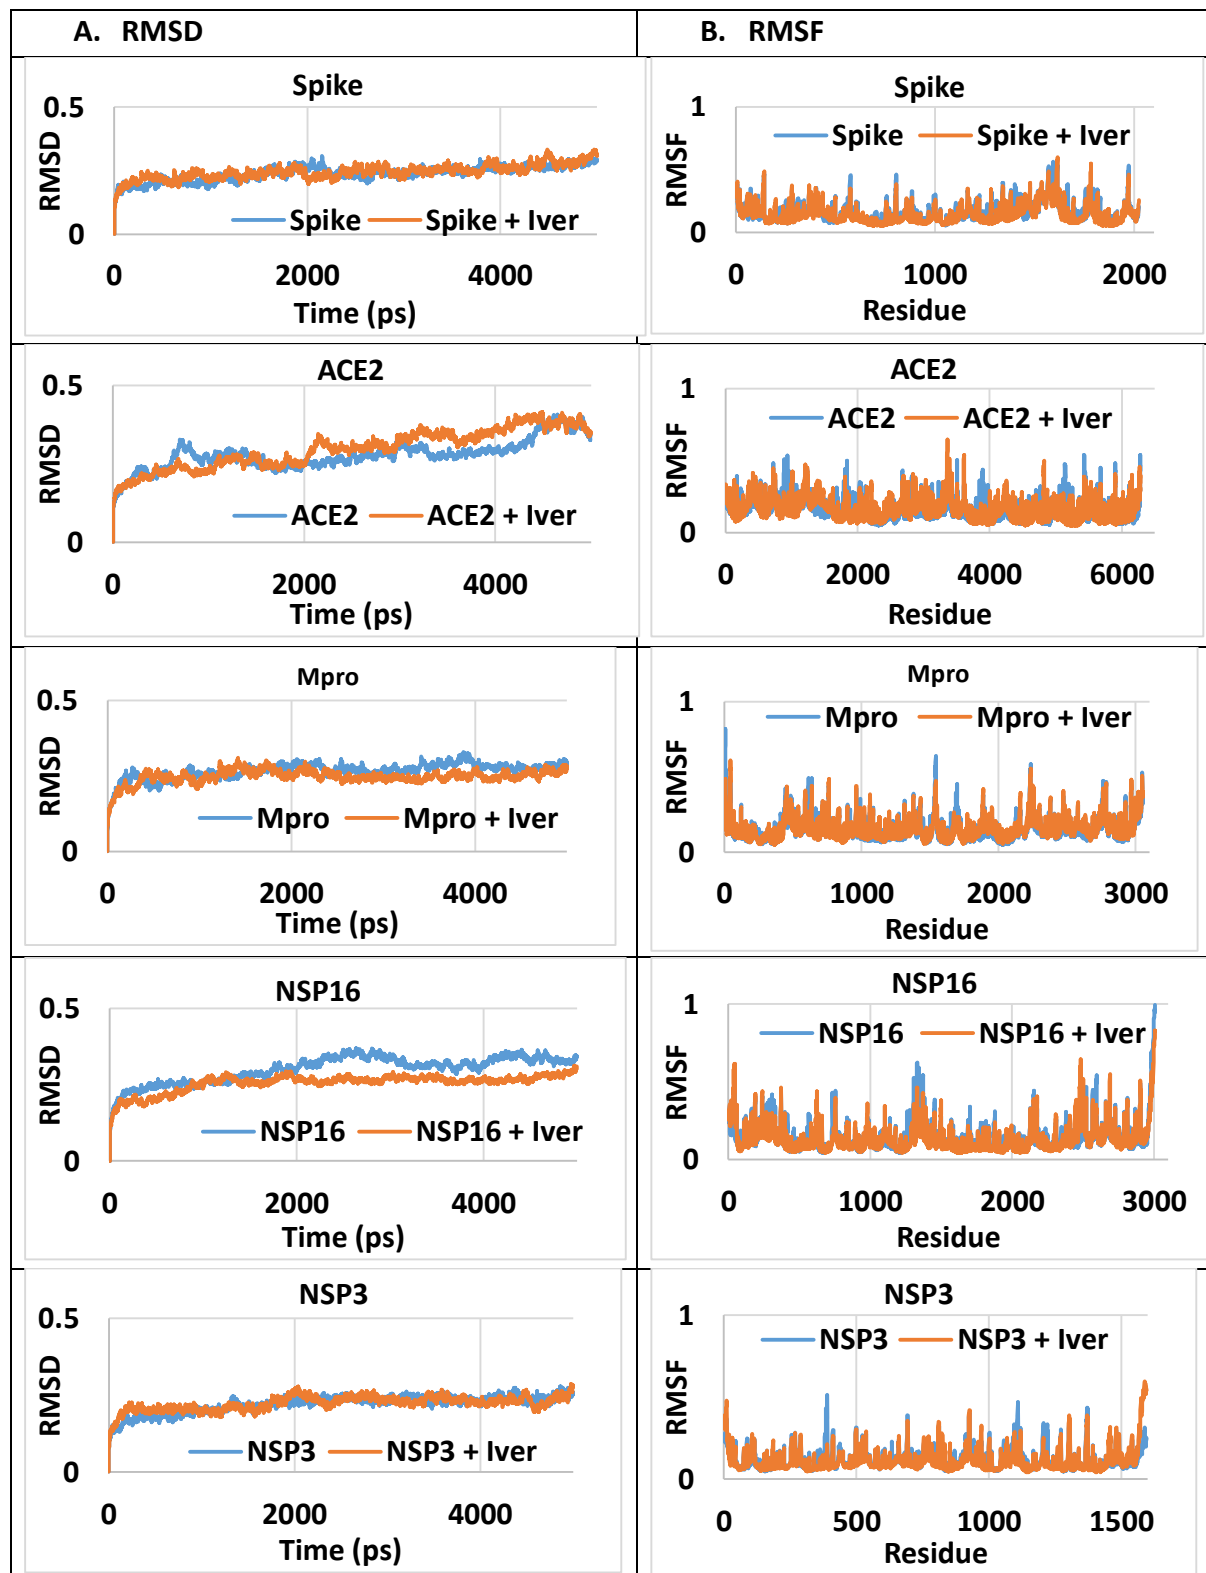 A. RMSD
B. RMSF
Spike
0.5
RMSD
0
Spike
Spike + Iver
0
2000
4000
Time (ps)
Spike
1
RMSF
0
Spike
Spike + Iver
0
1000
2000
Residue
ACE2
0.5
RMSD
0
ACE2
ACE2 + Iver
0
2000
4000
Time (ps)
ACE2
1
RMSF
0
ACE2
ACE2 + Iver
0
2000
4000
6000
Residue
Mpro
0.5
RMSD
0
Mpro
Mpro + Iver
0
2000
4000
Time (ps)
Mpro
1
RMSF
0
Mpro
Mpro + Iver
0
1000
2000
3000
Residue
NSP16
0.5
RMSD
0
NSP16
NSP16 + Iver
0
2000
4000
Time (ps)
NSP16
1
RMSF
0
NSP16
NSP16 + Iver
0
1000
2000
3000
Residue
NSP3
0.5
RMSD
0
NSP3
NSP3 + Iver
0
2000
4000
Time (ps)
NSP3
1
RMSF
0
NSP3
NSP3 + Iver
0
500
1000
1500
Residue